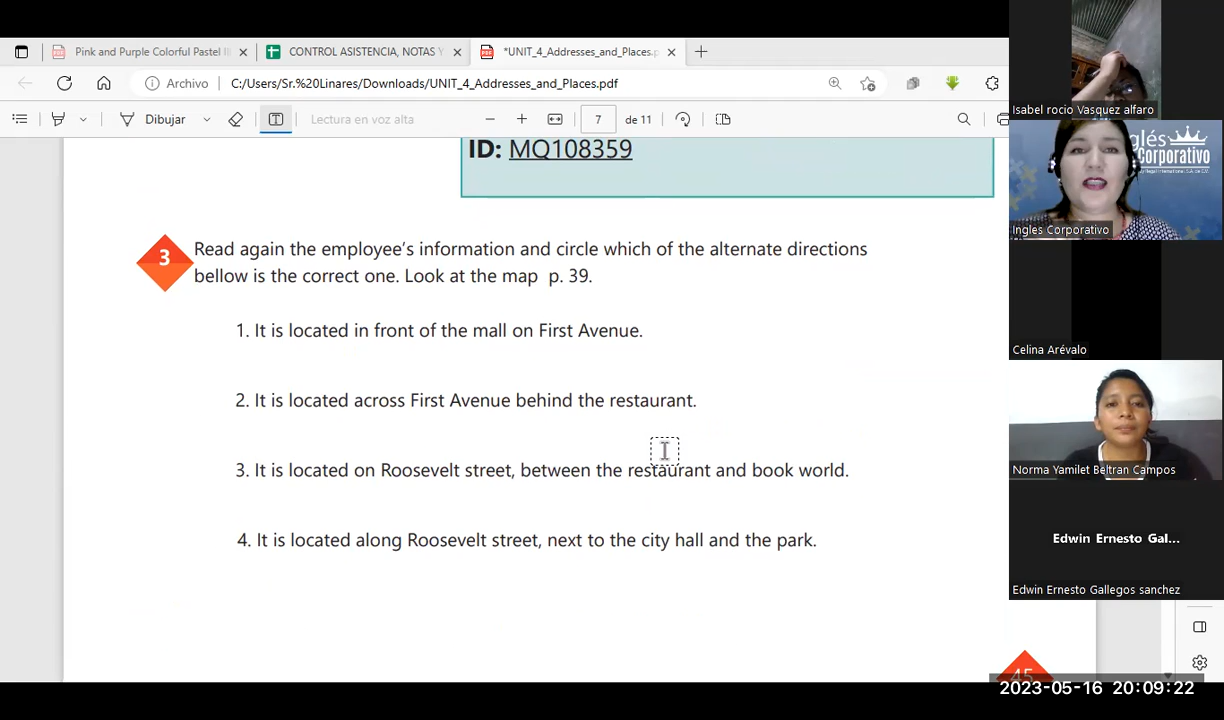 Pink and Purple Colorful Pastel Ill
CONTROL ASISTENCIA, NOTAS Y
*UNIT_4_Addresses_and_Places.p
Archivo
C:/Users/Sr.%20Linares/Downloads/UNIT_4_Addresses_and_Places.pdf
Dibujar
Lectura en voz alta
7
de 11
ID: MQ108359
3
Read again the employee's information and circle which of the alternate directions
bellow is the correct one. Look at the map p. 39.
1. It is located in front of the mall on First Avenue.
2. It is located across First Avenue behind the restaurant.
3. It is located on Roosevelt street, between the restaurant and book world.
4. It is located along Roosevelt street, next to the city hall and the park.
45
Isabel rocio Vasquez alfaro
nglés
Corporativo
Ingles Corporativo
Celina Arévalo
Norma Yamilet Beltran Campos
Edwin Ernesto Gal...
Edwin Ernesto Gallegos sanchez
2023-05-16 20:09:22